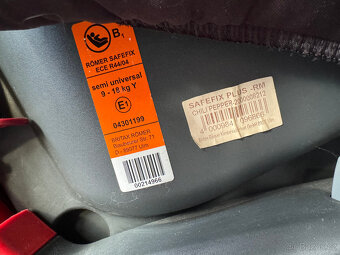 B1
RÖMER SAFEFIX
ECE R44/04
semi universal
9 - 18 kg Y
E1
04301199
BRITAX RÖMER
D - 89077 Ulm
00214966
SAFEFIX PLUS -RM
CHILI PEPPER